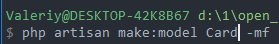 Valeriy@DESKTOP-42K8B67 d:\1\open_
$ php artisan make:model Card -mf